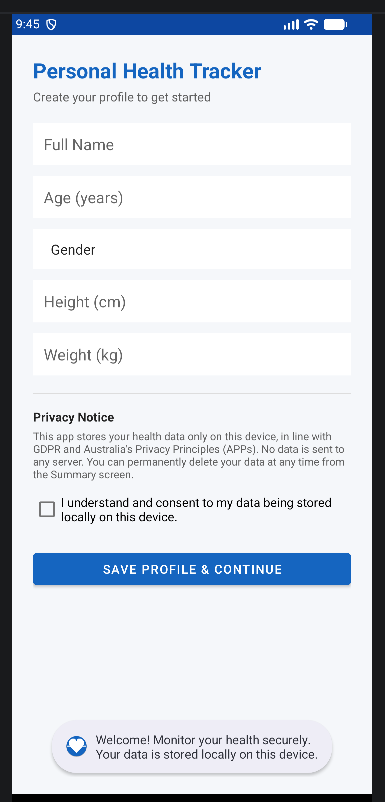 9:45
Personal Health Tracker
Create your profile to get started
Full Name
Age (years)
Gender
Height (cm)
Weight (kg)
Privacy Notice
This app stores your health data only on this device, in line with
GDPR and Australia's Privacy Principles (APPs). No data is sent to
any server. You can permanently delete your data at any time from
the Summary screen.
I understand and consent to my data being stored
locally on this device.
SAVE PROFILE & CONTINUE
Welcome! Monitor your health securely.
Your data is stored locally on this device.